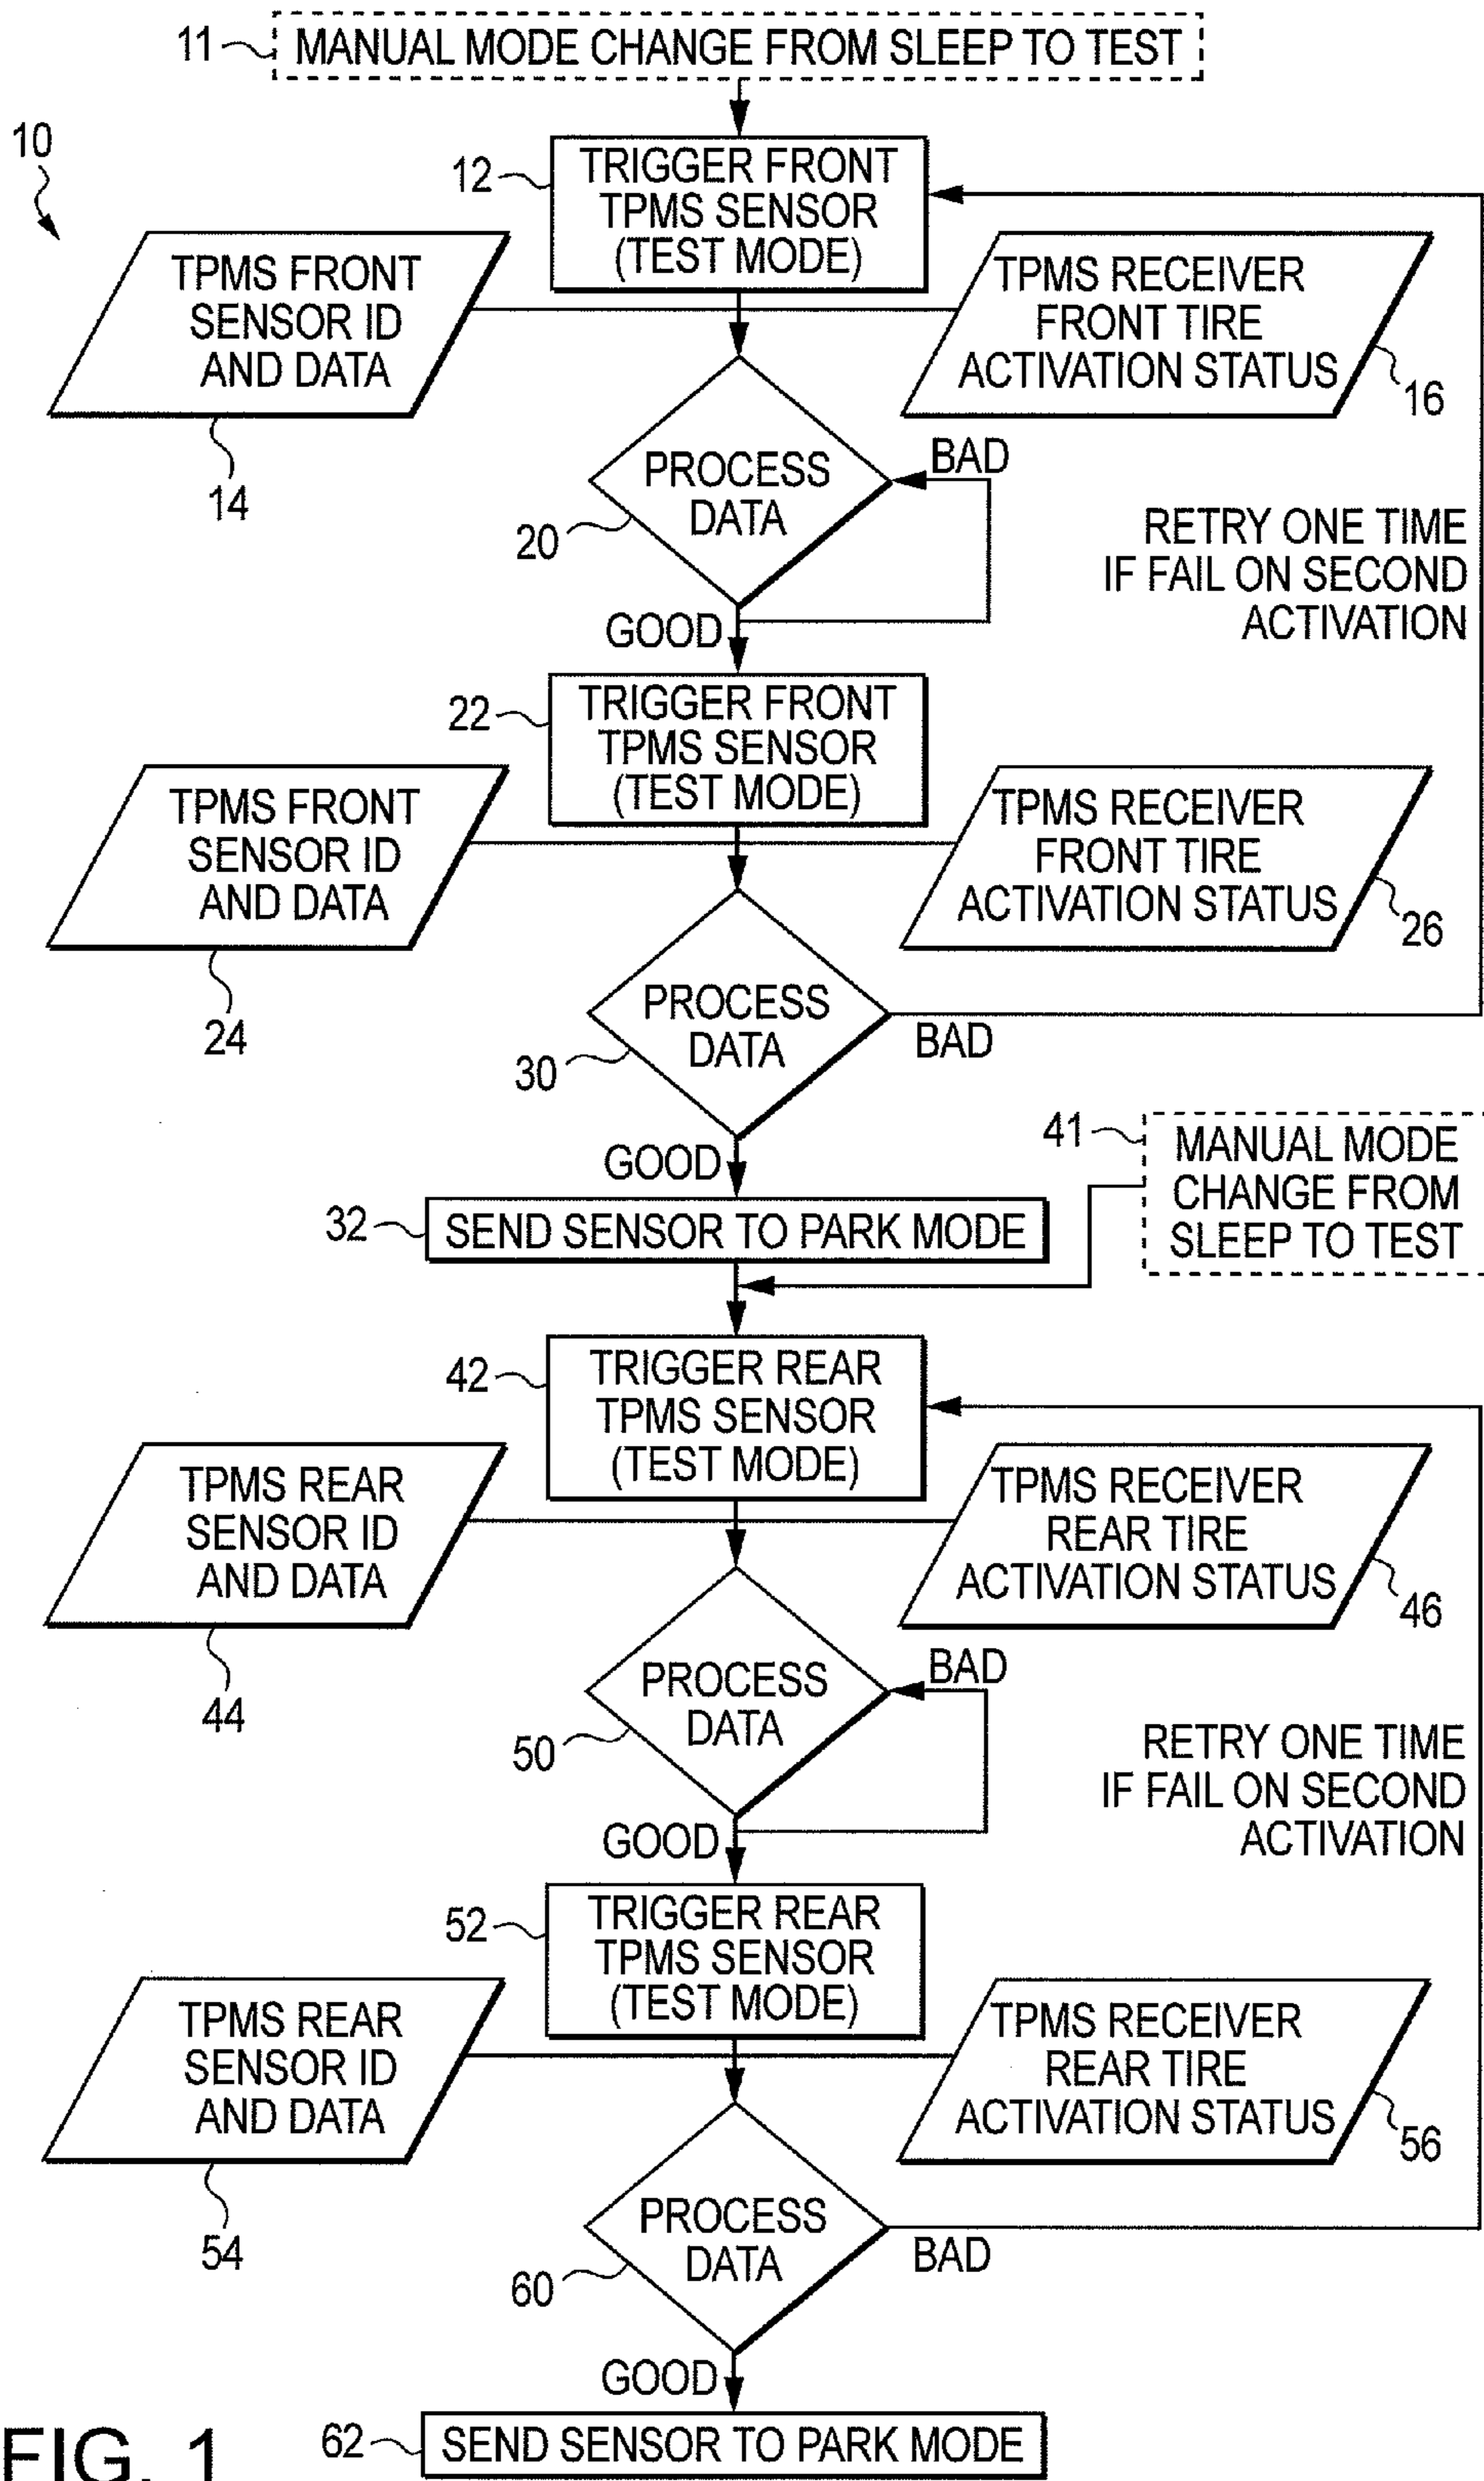 11
MANUAL MODE CHANGE FROM SLEEP TO TEST
10
12
TRIGGER FRONT
TPMS SENSOR
(TEST MODE)
TPMS FRONT
SENSOR ID
AND DATA
14
TPMS RECEIVER
FRONT TIRE
ACTIVATION STATUS
16
PROCESS
DATA
20
BAD
GOOD
RETRY ONE TIME
IF FAIL ON SECOND
ACTIVATION
22
TRIGGER FRONT
TPMS SENSOR
(TEST MODE)
TPMS FRONT
SENSOR ID
AND DATA
24
TPMS RECEIVER
FRONT TIRE
ACTIVATION STATUS
26
PROCESS
DATA
30
BAD
GOOD
41
MANUAL MODE
CHANGE FROM
SLEEP TO TEST
32
SEND SENSOR TO PARK MODE
42
TRIGGER REAR
TPMS SENSOR
(TEST MODE)
TPMS REAR
SENSOR ID
AND DATA
44
TPMS RECEIVER
REAR TIRE
ACTIVATION STATUS
46
PROCESS
DATA
50
BAD
GOOD
RETRY ONE TIME
IF FAIL ON SECOND
ACTIVATION
52
TRIGGER REAR
TPMS SENSOR
(TEST MODE)
TPMS REAR
SENSOR ID
AND DATA
54
TPMS RECEIVER
REAR TIRE
ACTIVATION STATUS
56
PROCESS
DATA
60
BAD
GOOD
62
SEND SENSOR TO PARK MODE
FIG. 1